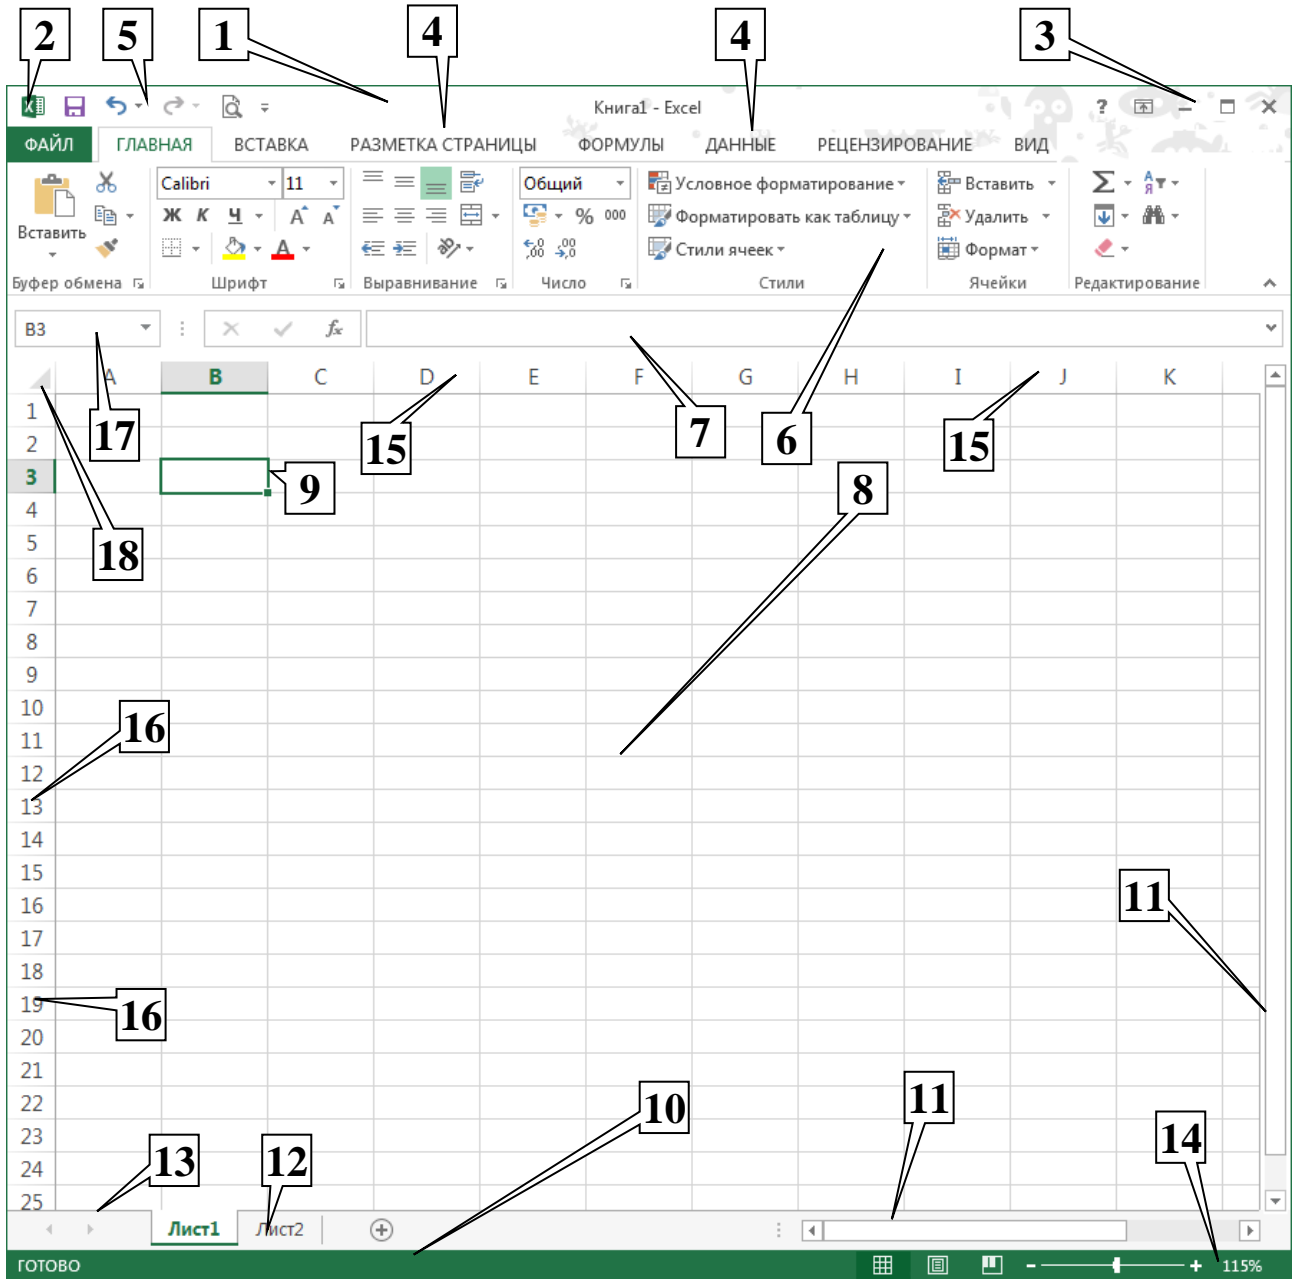 2 5 1 4 4 3
Книга1 - Excel ?
ФАЙЛ ГЛАВНАЯ ВСТАВКА РАЗМЕТКА СТРАНИЦЫ ФОРМУЛЫ ДАННЫЕ РЕЦЕНЗИРОВАНИЕ ВИД
Calibri 11 Общий Условное форматирование Вставить Σ А Я
Вставить Ж К Ч А А % 000 Форматировать как таблицу Удалить
А ,0 ,00 ,00 ,0 Стили ячеек Формат
Буфер обмена Шрифт Выравнивание Число Стили Ячейки Редактирование
B3 fx
A B C D E F G H I J K
1
17 15 7 6 15
2
3
9 8
4
5
18
6
7
8
9
10
16
11
12
13
14
15
16
11
17
18
19
16
20
21
22
10 11
23
13 12 14
24
25
Лист1 Лист2
ГОТОВО 115%